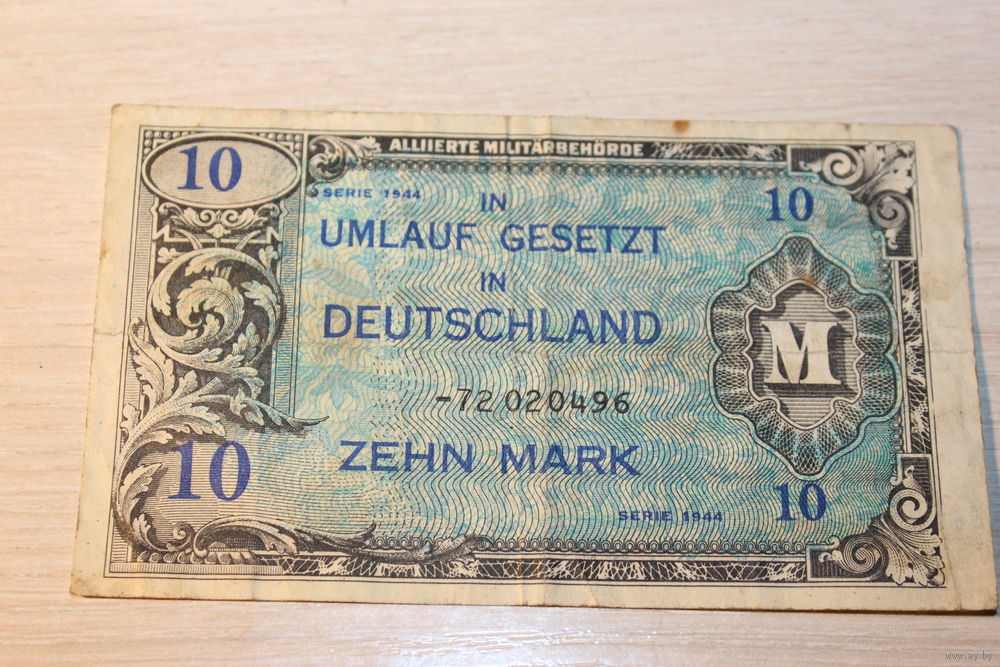 ALLIIERTE MILITÄRBEHÖRDE
10
SERIE 1944
IN
10
UMLAUF GESETZT
IN
DEUTSCHLAND
M
-72 020496
ZEHN MARK
10
10
SERIE 1944
www.ay.by